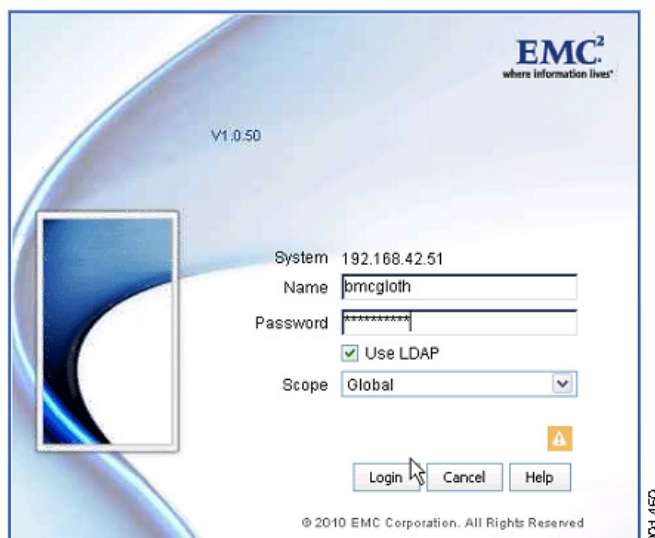 EMC²
where information lives®
V1.0.50
System 192.168.42.51
Name bmcgloth
Password **********
Use LDAP
Scope Global
Login Cancel Help
© 2010 EMC Corporation. All Rights Reserved